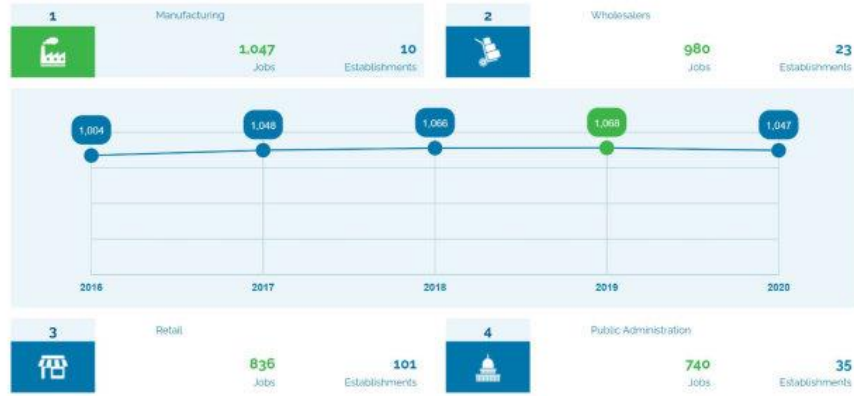 1 Manufacturing
1,047 10
Jobs Establishments
2 Wholesalers
980 23
Jobs Establishments
1,004 1,048 1,066 1,068 1,047
2016 2017 2018 2019 2020
3 Retail
836 101
Jobs Establishments
4 Public Administration
740 35
Jobs Establishments